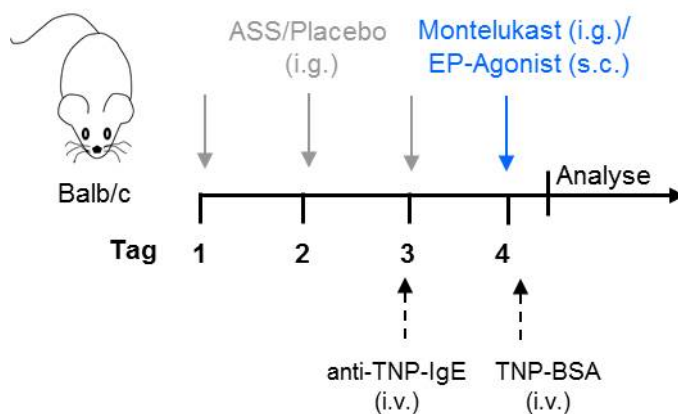 ASS/Placebo
(i.g.)
Montelukast (i.g.)/
EP-Agonist (s.c.)
Balb/c
Analyse
Tag 1 2 3 4
anti-TNP-IgE
(i.v.)
TNP-BSA
(i.v.)